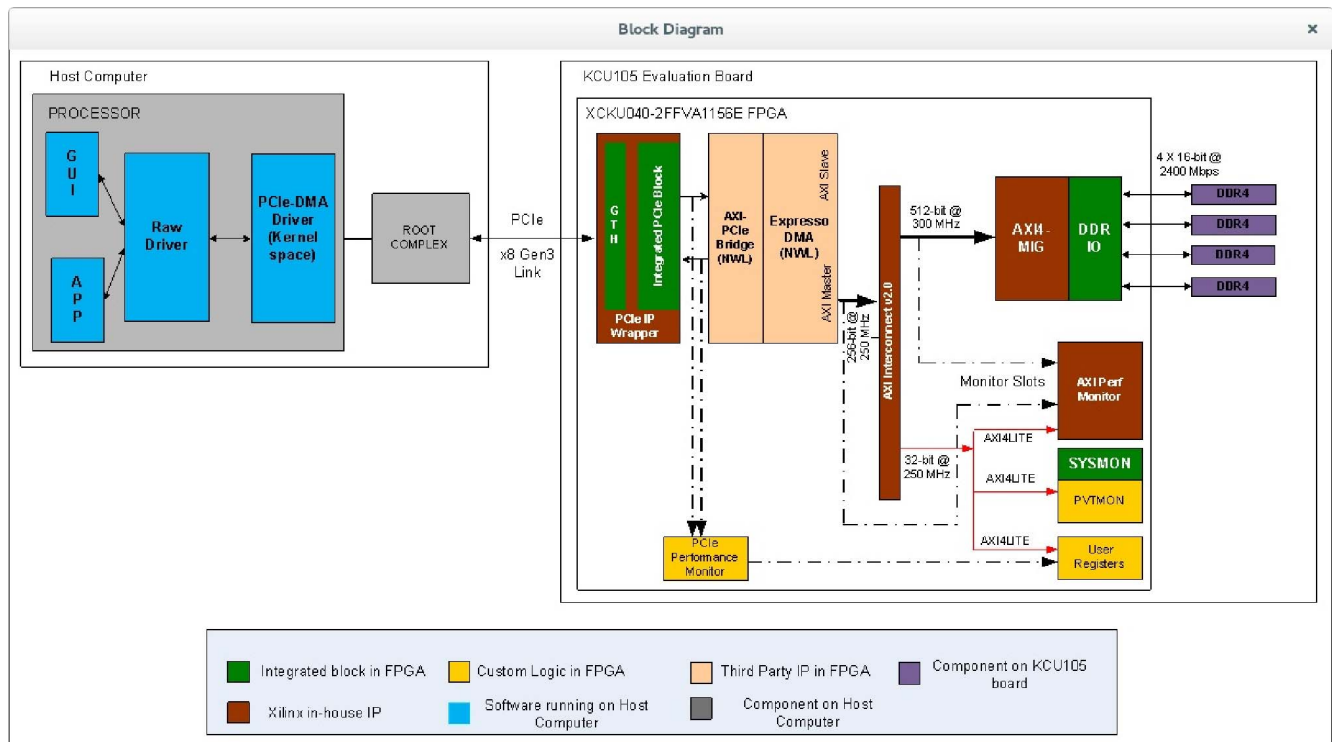 Block Diagram
×
Host Computer
PROCESSOR
G
U
I
A
P
P
Raw
Driver
PCIe-DMA
Driver
(Kernel
space)
ROOT
COMPLEX
PCIe
x8 Gen3
Link
KCU105 Evaluation Board
XCKU040-2FFVA1156E FPGA
G
T
H
Integrated PCIe Block
PCIe IP
Wrapper
AXI-
PCIe
Bridge
(NWL)
Expresso
DMA
(NWL)
AXI Slave
AXI Master
256-bit @
250 MHz
AXI Interconnect v2.0
512-bit @
300 MHz
AXI4-
MIG
DDR
IO
4 X 16-bit @
2400 Mbps
DDR4
DDR4
DDR4
DDR4
Monitor Slots
AXI Perf
Monitor
AXI4LITE
32-bit @
250 MHz
SYSMON
AXI4LITE
PVTMON
AXI4LITE
User
Registers
PCIe
Performance
Monitor
Integrated block in FPGA
Custom Logic in FPGA
Third Party IP in FPGA
Component on KCU105
board
Xilinx in-house IP
Software running on Host
Computer
Component on Host
Computer